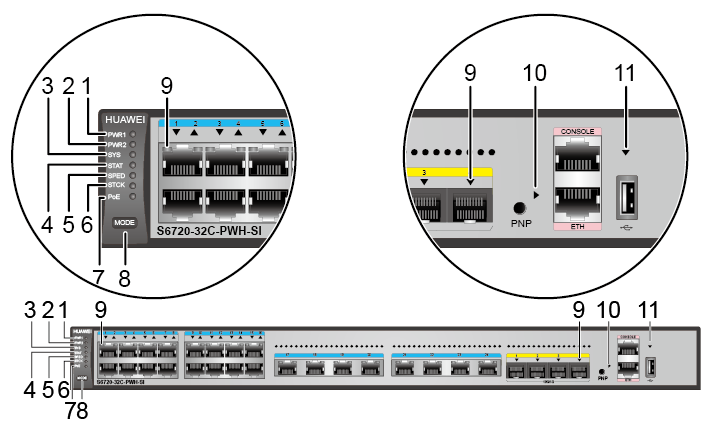 3 2 1 9
HUAWEI
1 2 3 4 5 6
PWR1
PWR2
SYS
STAT
SPED
STCK
PoE
MODE
S6720-32C-PWH-SI
4 5 6
7 8
9 10 11
CONSOLE
3
PNP
ETH
3 2 1 9 9 10 11
HUAWEI
CONSOLE
S6720-32C-PWH-SI
PNP
ETH
4 5 6
7 8